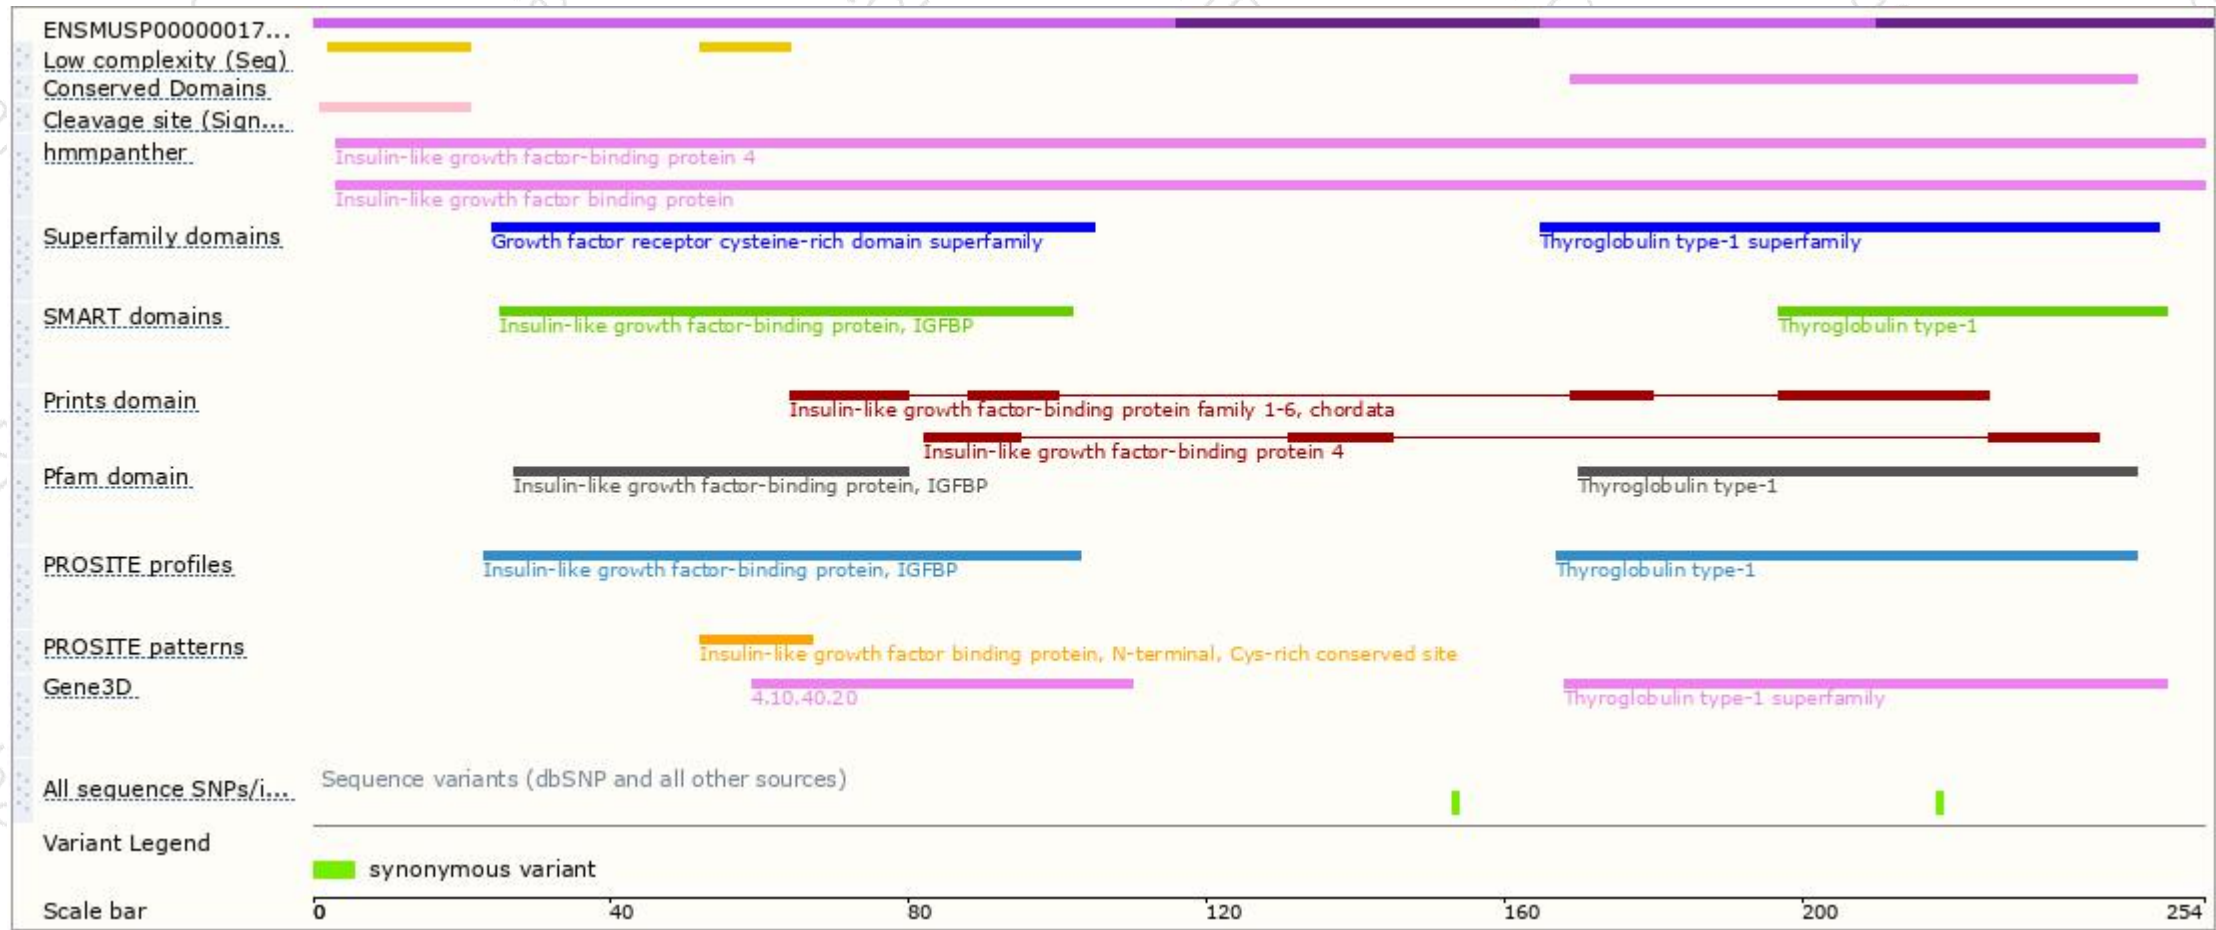 ENSMUSP00000017...
Low complexity (Seg)
Conserved Domains
Cleavage site (Sign...
hmmpanther
Insulin-like growth factor-binding protein 4
Insulin-like growth factor binding protein
Superfamily domains
Growth factor receptor cysteine-rich domain superfamily
Thyroglobulin type-1 superfamily
SMART domains
Insulin-like growth factor-binding protein, IGFBP
Thyroglobulin type-1
Prints domain
Insulin-like growth factor-binding protein family 1-6, chordata
Insulin-like growth factor-binding protein 4
Pfam domain
Insulin-like growth factor-binding protein, IGFBP
Thyroglobulin type-1
PROSITE profiles
Insulin-like growth factor-binding protein, IGFBP
Thyroglobulin type-1
PROSITE patterns
Insulin-like growth factor binding protein, N-terminal, Cys-rich conserved site
Gene3D
4.10.40.20
Thyroglobulin type-1 superfamily
All sequence SNPs/i...
Sequence variants (dbSNP and all other sources)
Variant Legend
synonymous variant
Scale bar
0 40 80 120 160 200 254